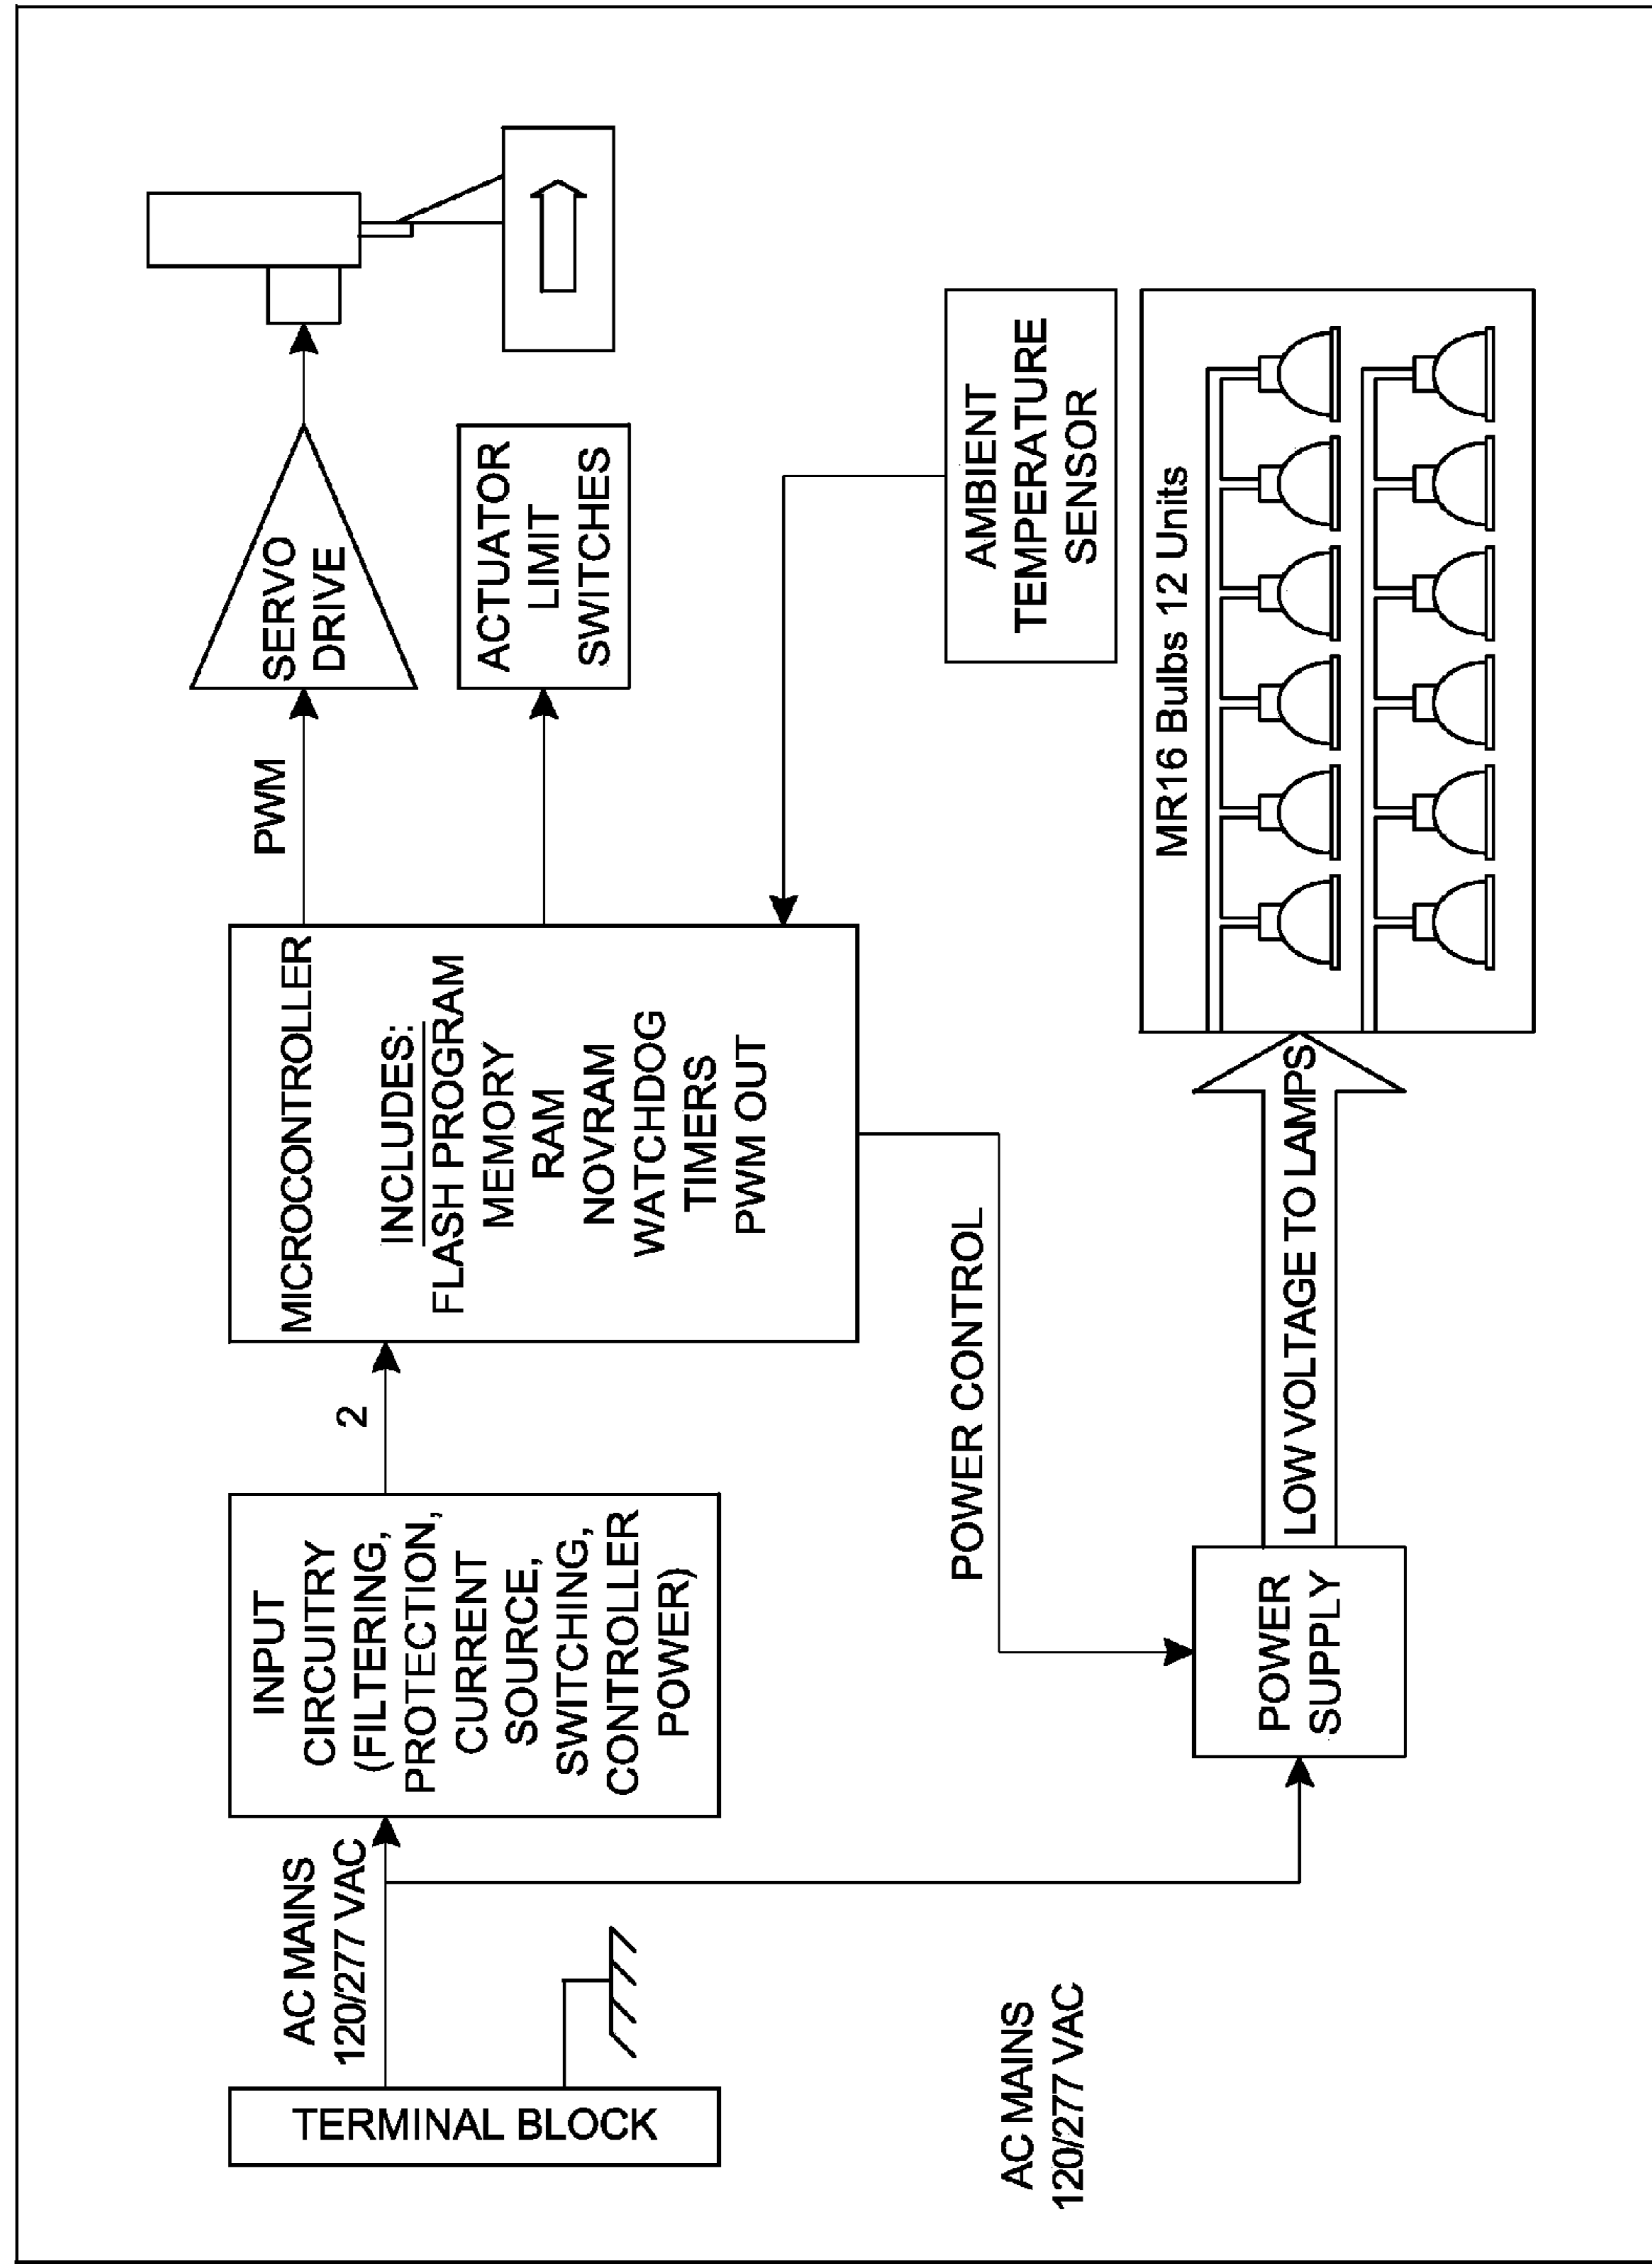 TERMINAL BLOCK
AC MAINS
120/277 VAC
INPUT
CIRCUITRY
(FILTERING,
PROTECTION,
CURRENT
SOURCE,
SWITCHING,
CONTROLLER
POWER)
2
MICROCONTROLLER
INCLUDES:
FLASH PROGRAM
MEMORY
RAM
NOVRAM
WATCHDOG
TIMERS
PWM OUT
PWM
SERVO
DRIVE
ACTUATOR
LIMIT
SWITCHES
AMBIENT
TEMPERATURE
SENSOR
POWER CONTROL
AC MAINS
120/277 VAC
POWER
SUPPLY
LOW VOLTAGE TO LAMPS
MR16 Bulbs 12 Units